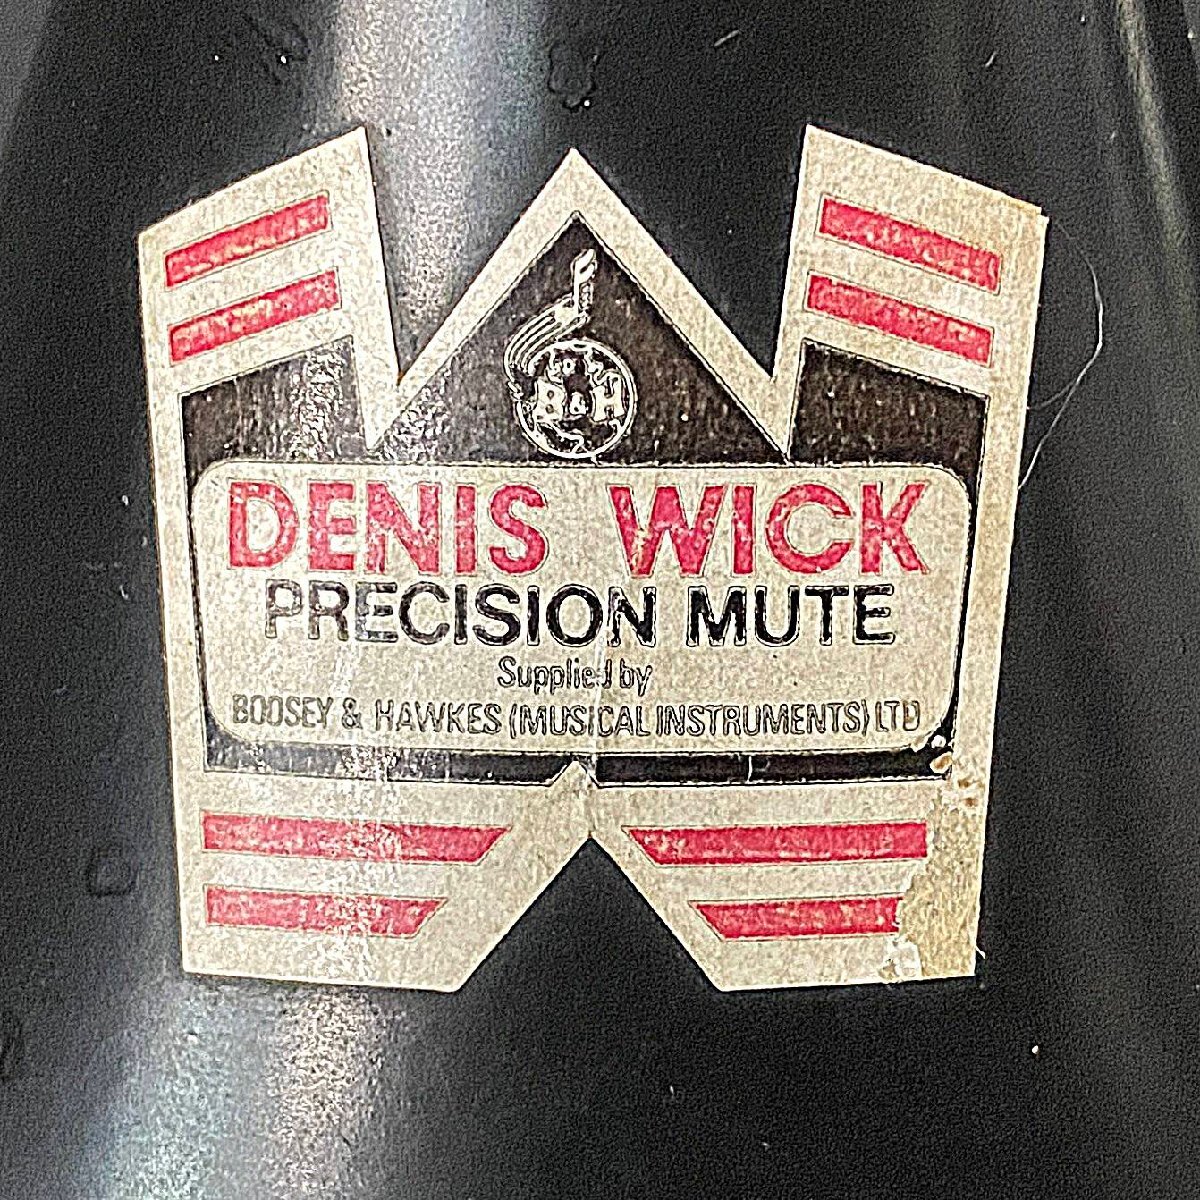 B&H
DENIS WICK
PRECISION MUTE
Supplied by
BOOSEY & HAWKES (MUSICAL INSTRUMENTS) LTD